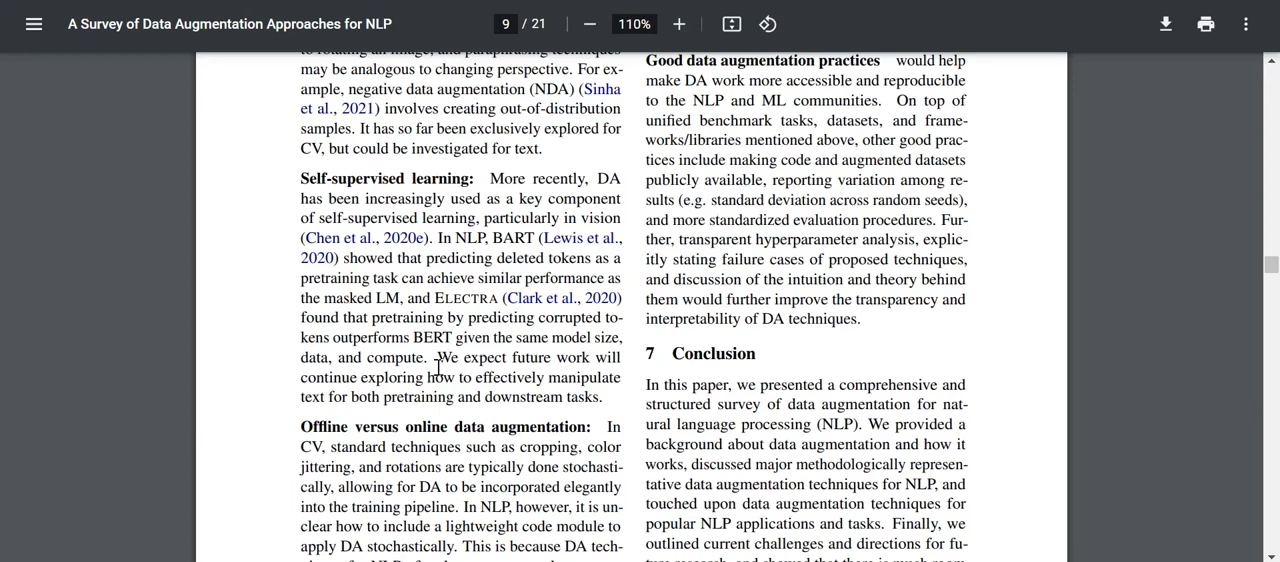 A Survey of Data Augmentation Approaches for NLP
9 / 21
110%
to rotating an image, and paraphrasing techniques
may be analogous to changing perspective. For ex-
ample, negative data augmentation (NDA) (Sinha
et al., 2021) involves creating out-of-distribution
samples. It has so far been exclusively explored for
CV, but could be investigated for text.
Self-supervised learning: More recently, DA
has been increasingly used as a key component
of self-supervised learning, particularly in vision
(Chen et al., 2020e). In NLP, BART (Lewis et al.,
2020) showed that predicting deleted tokens as a
pretraining task can achieve similar performance as
the masked LM, and ELECTRA (Clark et al., 2020)
found that pretraining by predicting corrupted to-
kens outperforms BERT given the same model size,
data, and compute. We expect future work will
continue exploring how to effectively manipulate
text for both pretraining and downstream tasks.
Offline versus online data augmentation: In
CV, standard techniques such as cropping, color
jittering, and rotations are typically done stochasti-
cally, allowing for DA to be incorporated elegantly
into the training pipeline. In NLP, however, it is un-
clear how to include a lightweight code module to
apply DA stochastically. This is because DA tech-
Good data augmentation practices would help
make DA work more accessible and reproducible
to the NLP and ML communities. On top of
unified benchmark tasks, datasets, and frame-
works/libraries mentioned above, other good prac-
tices include making code and augmented datasets
publicly available, reporting variation among re-
sults (e.g. standard deviation across random seeds),
and more standardized evaluation procedures. Fur-
ther, transparent hyperparameter analysis, explic-
itly stating failure cases of proposed techniques,
and discussion of the intuition and theory behind
them would further improve the transparency and
interpretability of DA techniques.
7 Conclusion
In this paper, we presented a comprehensive and
structured survey of data augmentation for nat-
ural language processing (NLP). We provided a
background about data augmentation and how it
works, discussed major methodologically represen-
tative data augmentation techniques for NLP, and
touched upon data augmentation techniques for
popular NLP applications and tasks. Finally, we
outlined current challenges and directions for fu-